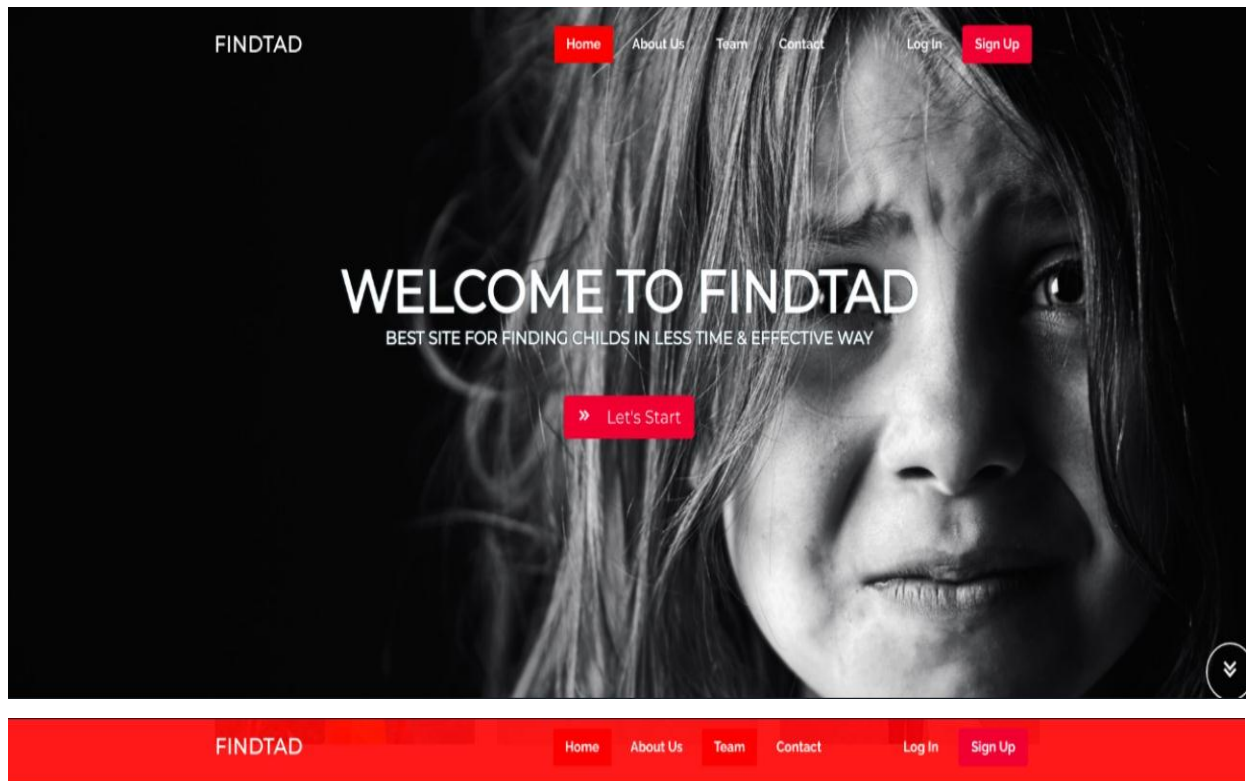 FINDTAD Home About Us Team Contact Log In Sign Up
WELCOME TO FINDTAD
BEST SITE FOR FINDING CHILDS IN LESS TIME & EFFECTIVE WAY
» Let's Start
FINDTAD Home About Us Team Contact Log In Sign Up